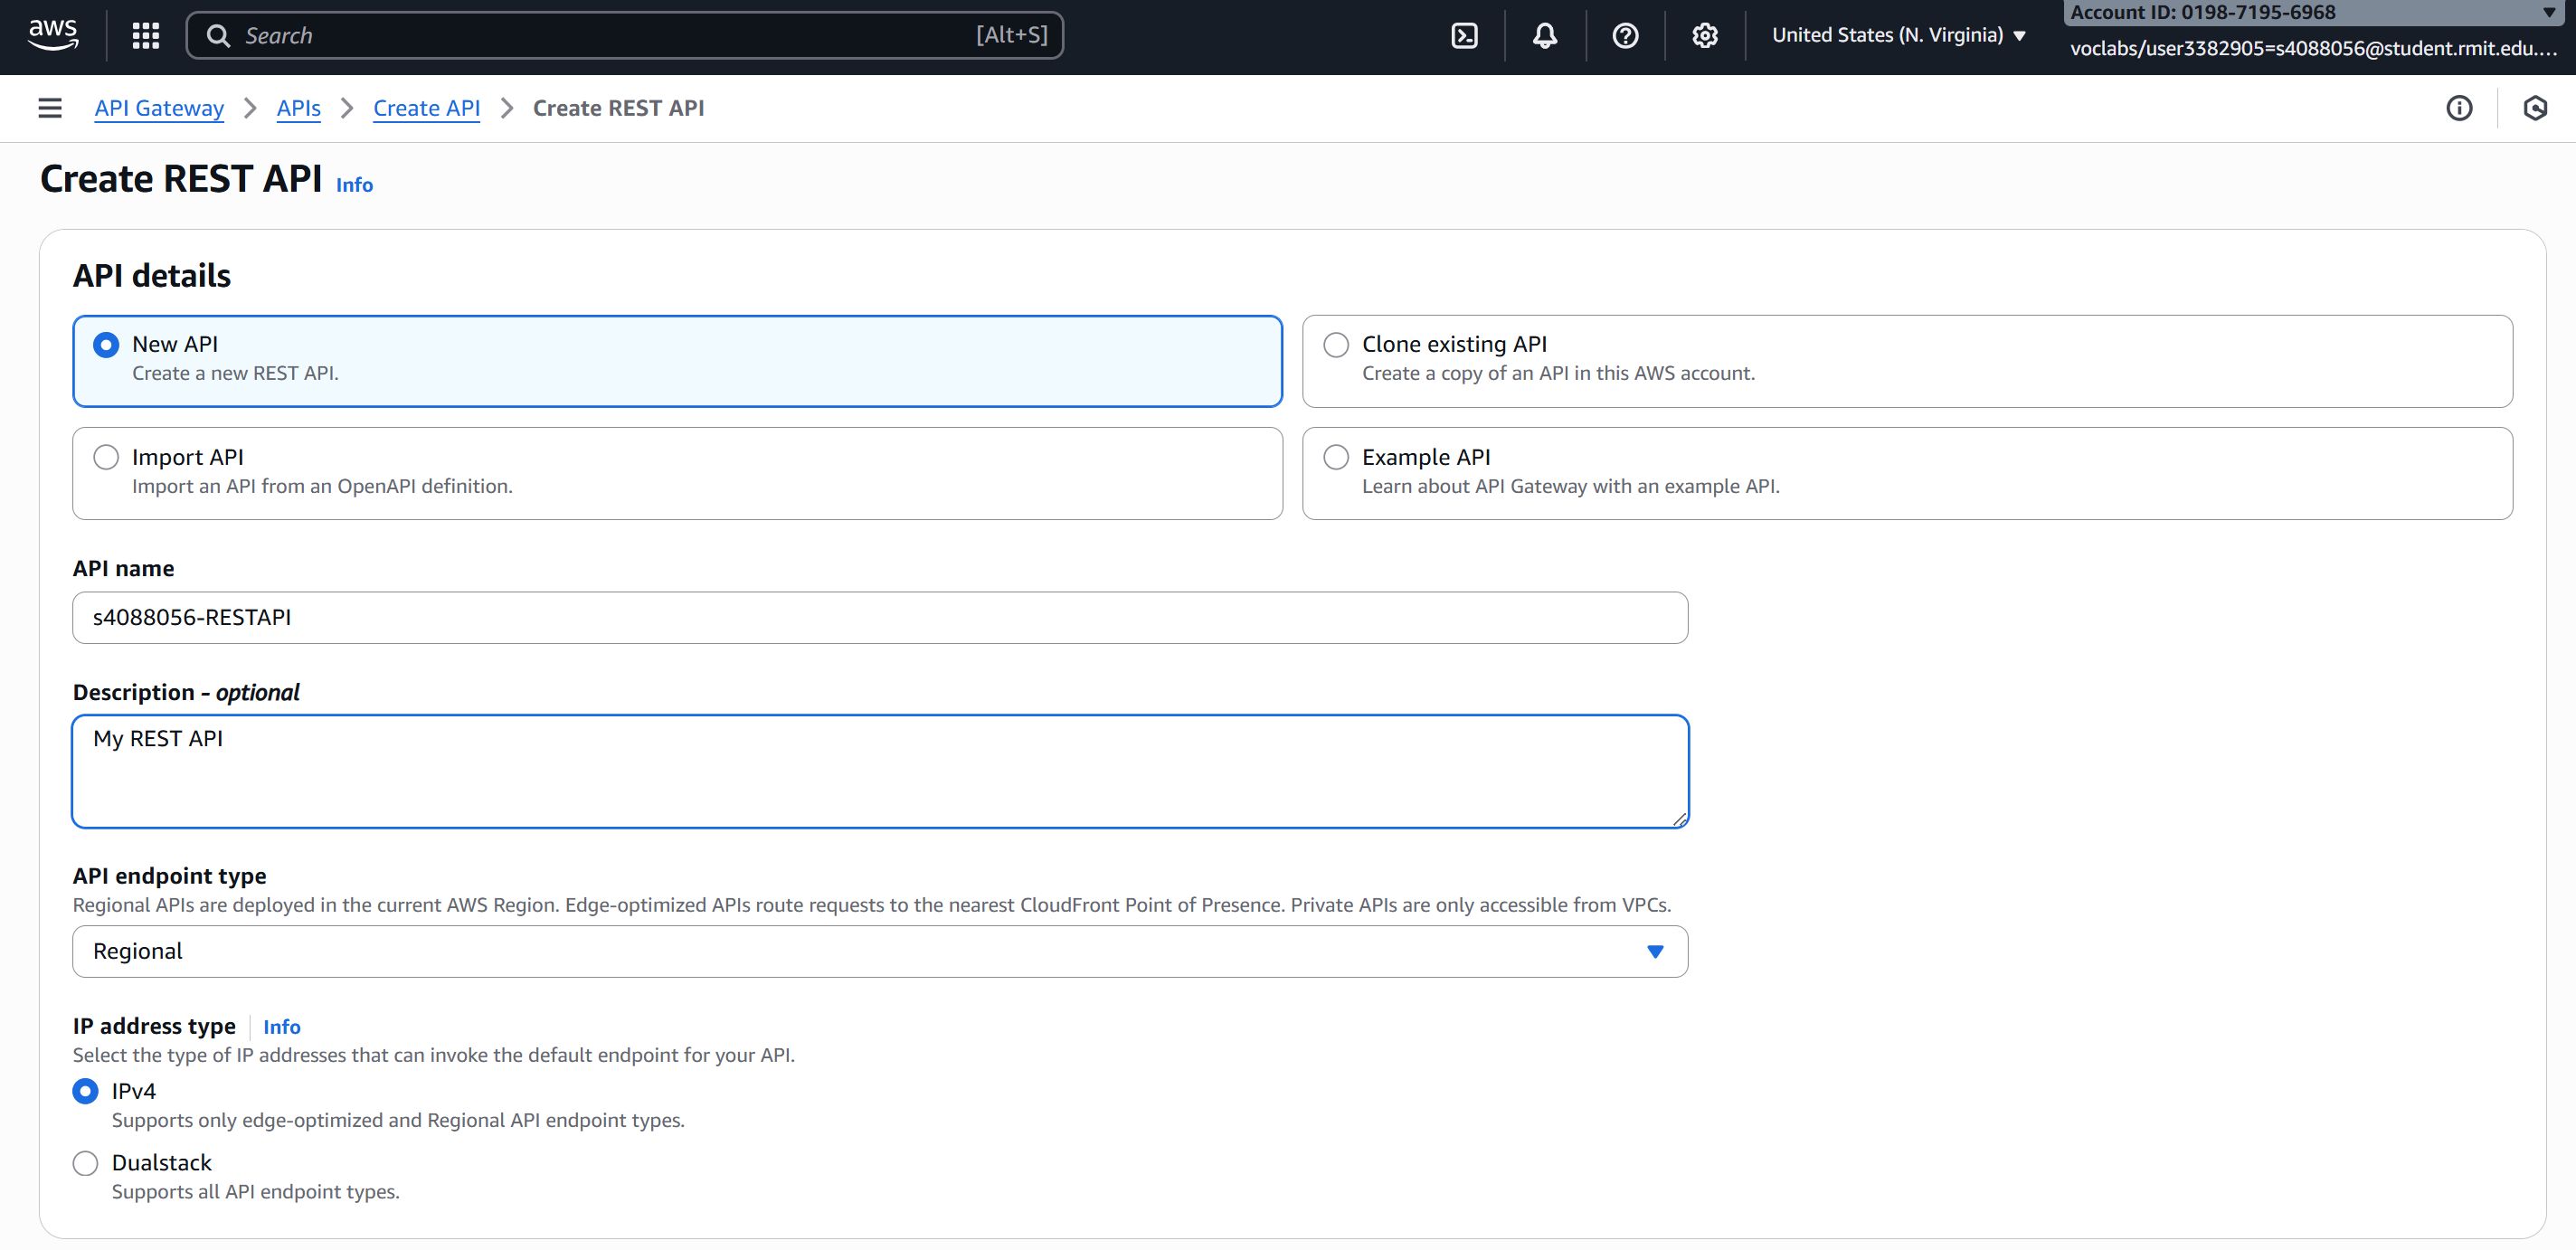 aws
Search [Alt+S]
United States (N. Virginia)
Account ID: 0198-7195-6968
voclabs/user3382905=s4088056@student.rmit.edu....
API Gateway > APIs > Create API > Create REST API
Create REST API Info
API details
New API
Create a new REST API.
Clone existing API
Create a copy of an API in this AWS account.
Import API
Import an API from an OpenAPI definition.
Example API
Learn about API Gateway with an example API.
API name
s4088056-RESTAPI
Description – optional
My REST API
API endpoint type
Regional APIs are deployed in the current AWS Region. Edge-optimized APIs route requests to the nearest CloudFront Point of Presence. Private APIs are only accessible from VPCs.
Regional
IP address type Info
Select the type of IP addresses that can invoke the default endpoint for your API.
IPv4
Supports only edge-optimized and Regional API endpoint types.
Dualstack
Supports all API endpoint types.